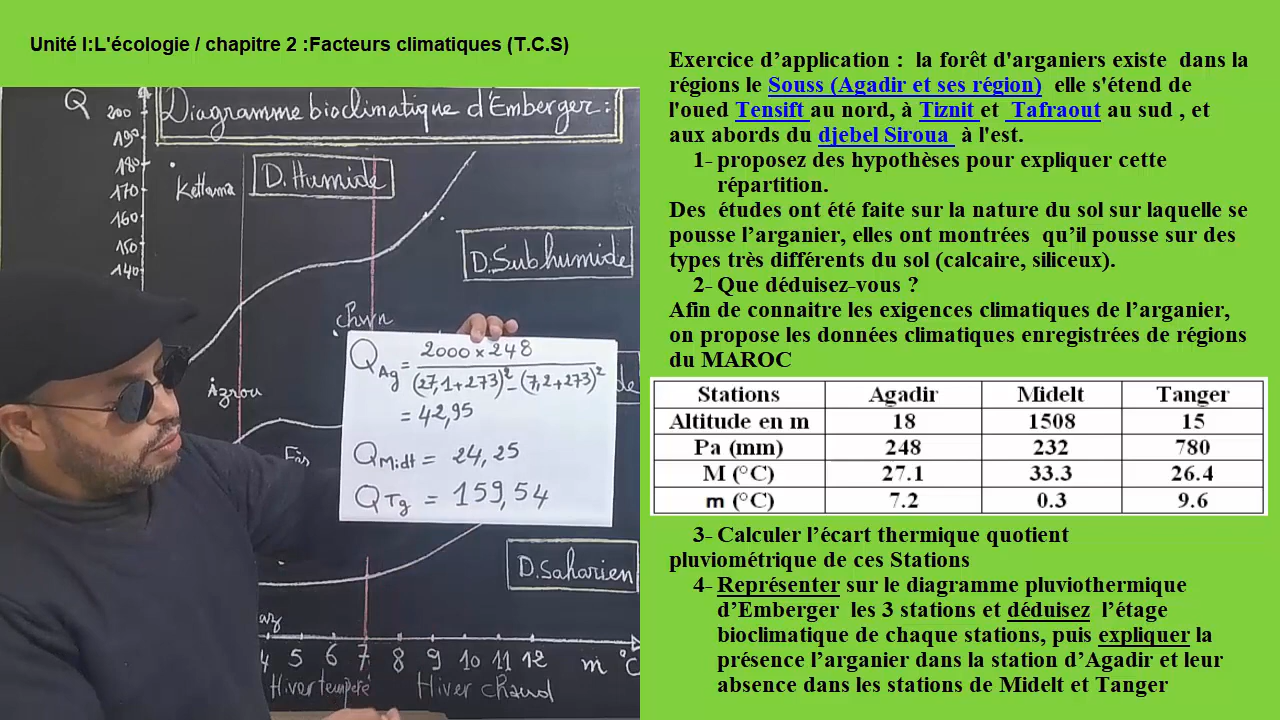 Unité I:L'écologie / chapitre 2 :Facteurs climatiques (T.C.S)
Q
Diagramme bioclimatique d'Emberger :
200
190
180
170
160
150
140
Kettama
D. Humide
D. Subhumide
chwn
Azrou
Fès
Q Ag = 2000 × 248 / (27,1+273)² - (7,2+273)²
= 42,95
Q Midt = 24,25
Q Tg = 159,54
D. Saharien
4 5 6 7 8 9 10 11 12 m °C
Hiver tempéré Hiver chaud
Exercice d’application : la forêt d'arganiers existe dans la
régions le Souss (Agadir et ses région) elle s'étend de
l'oued Tensift au nord, à Tiznit et Tafraout au sud , et
aux abords du djebel Siroua à l'est.
1- proposez des hypothèses pour expliquer cette
répartition.
Des études ont été faite sur la nature du sol sur laquelle se
pousse l’arganier, elles ont montrées qu’il pousse sur des
types très différents du sol (calcaire, siliceux).
2- Que déduisez-vous ?
Afin de connaitre les exigences climatiques de l’arganier,
on propose les données climatiques enregistrées de régions
du MAROC
Stations Agadir Midelt Tanger
Altitude en m 18 1508 15
Pa (mm) 248 232 780
M (°C) 27.1 33.3 26.4
m (°C) 7.2 0.3 9.6
3- Calculer l’écart thermique quotient
pluviométrique de ces Stations
4- Représenter sur le diagramme pluviothermique
d’Emberger les 3 stations et déduisez l’étage
bioclimatique de chaque stations, puis expliquer la
présence l’arganier dans la station d’Agadir et leur
absence dans les stations de Midelt et Tanger